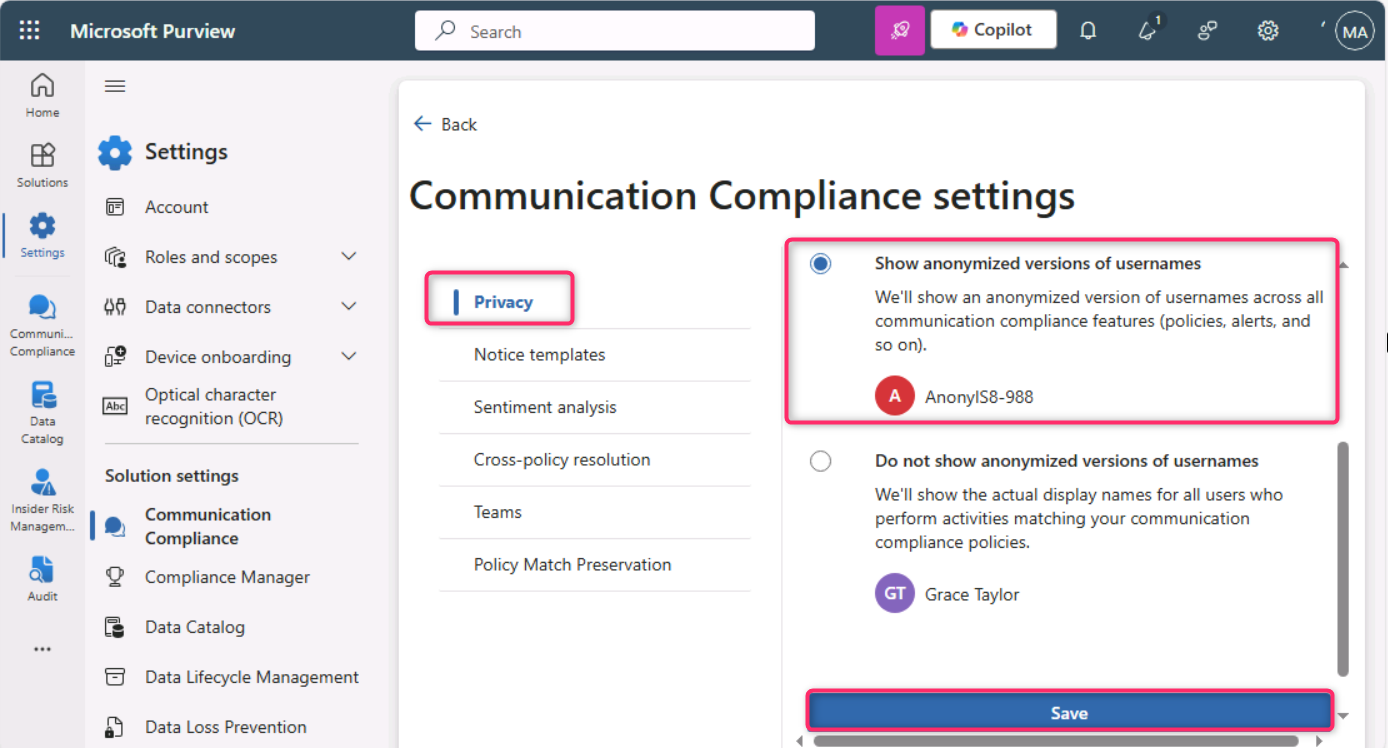 Microsoft Purview
Search
Copilot
1
MA
Home
Solutions
Settings
Communi...
Compliance
Data
Catalog
Insider Risk
Managem...
Audit
Settings
Account
Roles and scopes
Data connectors
Device onboarding
Abc
Optical character
recognition (OCR)
Solution settings
Communication
Compliance
Compliance Manager
Data Catalog
Data Lifecycle Management
Data Loss Prevention
Back
Communication Compliance settings
Privacy
Notice templates
Sentiment analysis
Cross-policy resolution
Teams
Policy Match Preservation
Show anonymized versions of usernames
We'll show an anonymized version of usernames across all
communication compliance features (policies, alerts, and
so on).
A
AnonyIS8-988
Do not show anonymized versions of usernames
We'll show the actual display names for all users who
perform activities matching your communication
compliance policies.
GT
Grace Taylor
Save